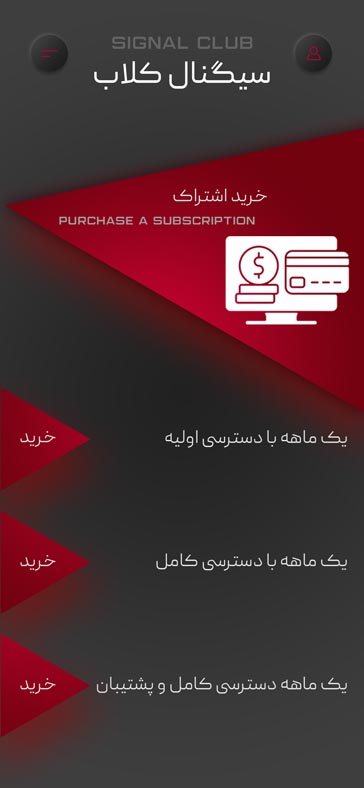 SIGNAL CLUB
سیگنال کلاب
خرید اشتراک
PURCHASE A SUBSCRIPTION
یک ماهه با دسترسی اولیه
خرید
یک ماهه با دسترسی کامل
خرید
یک ماهه دسترسی کامل و پشتیبان
خرید